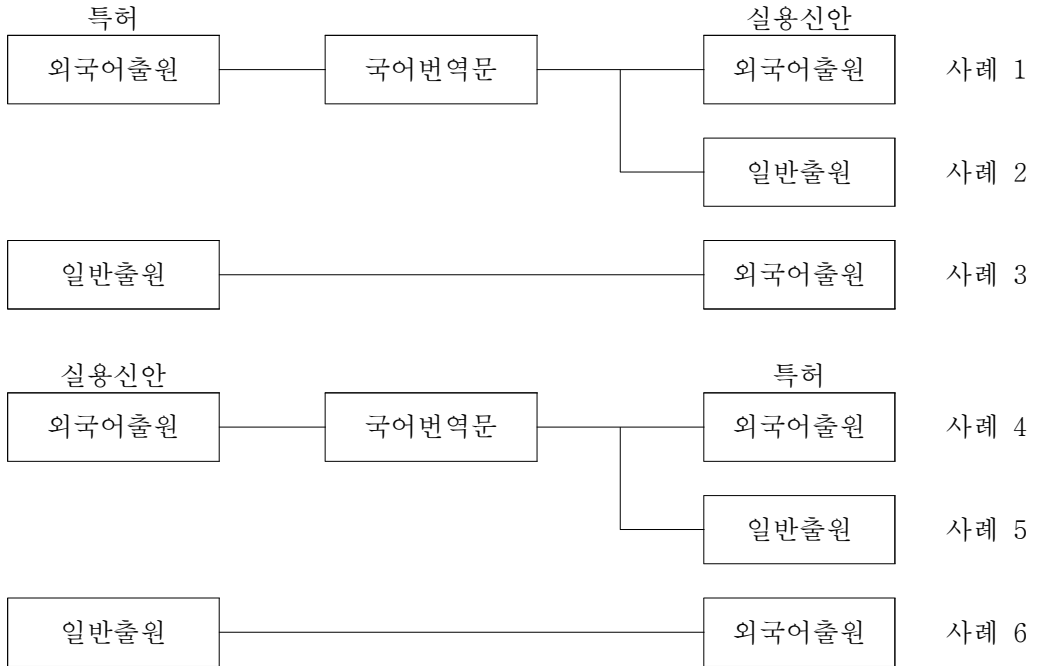 특허 실용신안
외국어출원 국어번역문 외국어출원 사례 1
일반출원 사례 2
일반출원 외국어출원 사례 3
실용신안 특허
외국어출원 국어번역문 외국어출원 사례 4
일반출원 사례 5
일반출원 외국어출원 사례 6